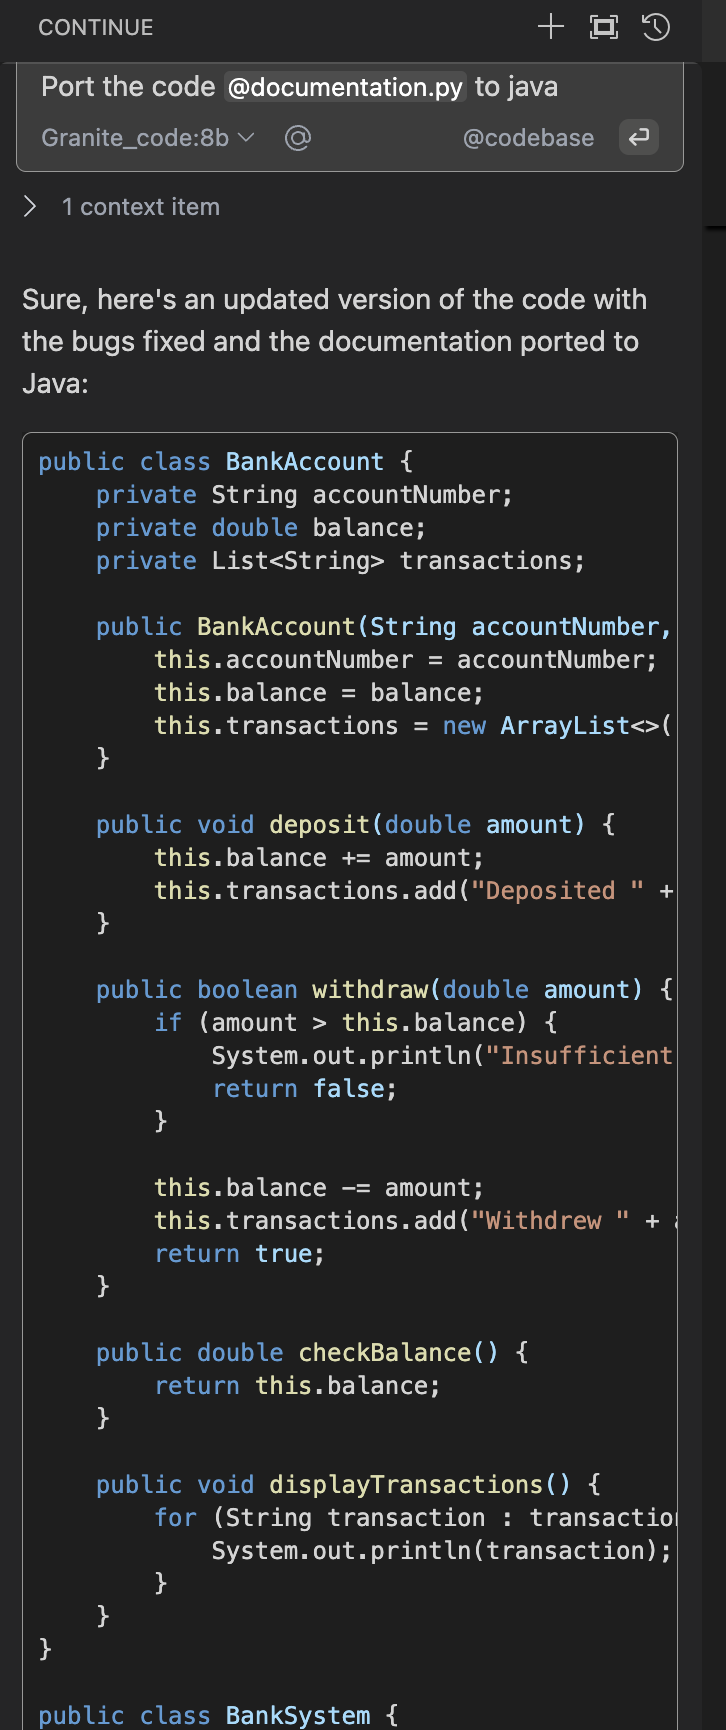 CONTINUE
Port the code @documentation.py to java
Granite_code:8b @codebase
1 context item
Sure, here's an updated version of the code with
the bugs fixed and the documentation ported to
Java:
public class BankAccount {
    private String accountNumber;
    private double balance;
    private List<String> transactions;
    public BankAccount(String accountNumber,
        this.accountNumber = accountNumber;
        this.balance = balance;
        this.transactions = new ArrayList<>(
    }
    public void deposit(double amount) {
        this.balance += amount;
        this.transactions.add("Deposited " +
    }
    public boolean withdraw(double amount) {
        if (amount > this.balance) {
            System.out.println("Insufficient
            return false;
        }
        this.balance -= amount;
        this.transactions.add("Withdrew " +
        return true;
    }
    public double checkBalance() {
        return this.balance;
    }
    public void displayTransactions() {
        for (String transaction : transaction
            System.out.println(transaction);
        }
    }
}
public class BankSystem {